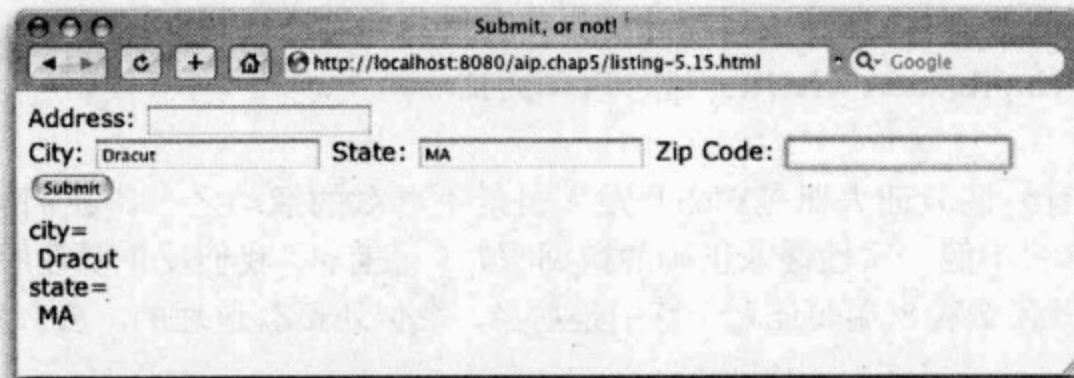 Submit, or not!
http://localhost:8080/aip.chap5/listing-5.15.html Google
Address:
City: Dracut State: MA Zip Code:
Submit
city=
Dracut
state=
MA